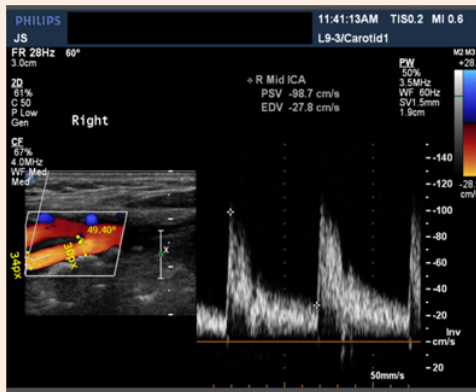 PHILIPS
JS
11:41:13AM TIS0.2 MI 0.6
L9-3/Carotid1
FR 28Hz 60°
3.0cm
2D
61%
C 50
P Low
Gen
CF
67%
4.0MHz
WF Med
Med
Right
R Mid ICA
PSV -98.7 cm/s
EDV -27.8 cm/s
PW
50%
3.5MHz
WF 60Hz
SV1.5mm
1.9cm
M2 M3
+28.
-28.
cm/
49.40°
30px
34px
x
-140
-120
-100
-80
-60
-40
-20
Inv
cm/s
20
50mm/s